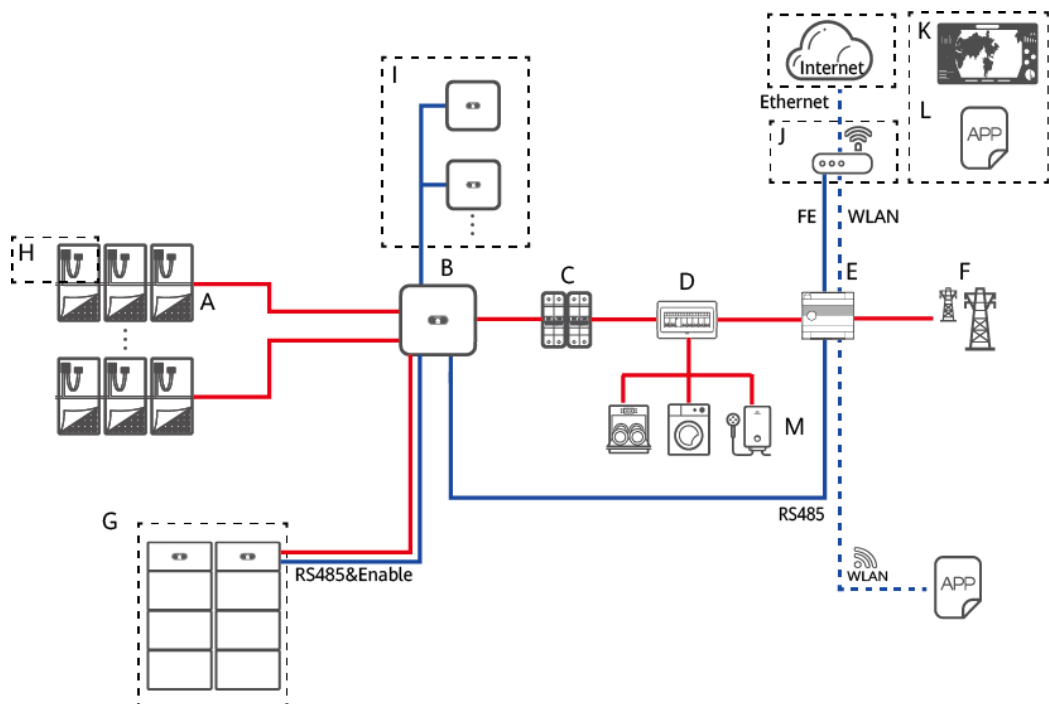 Internet
K
Ethernet
L
APP
I
J
FE
WLAN
H
A
B
C
D
E
F
M
RS485
G
RS485&Enable
WLAN
APP